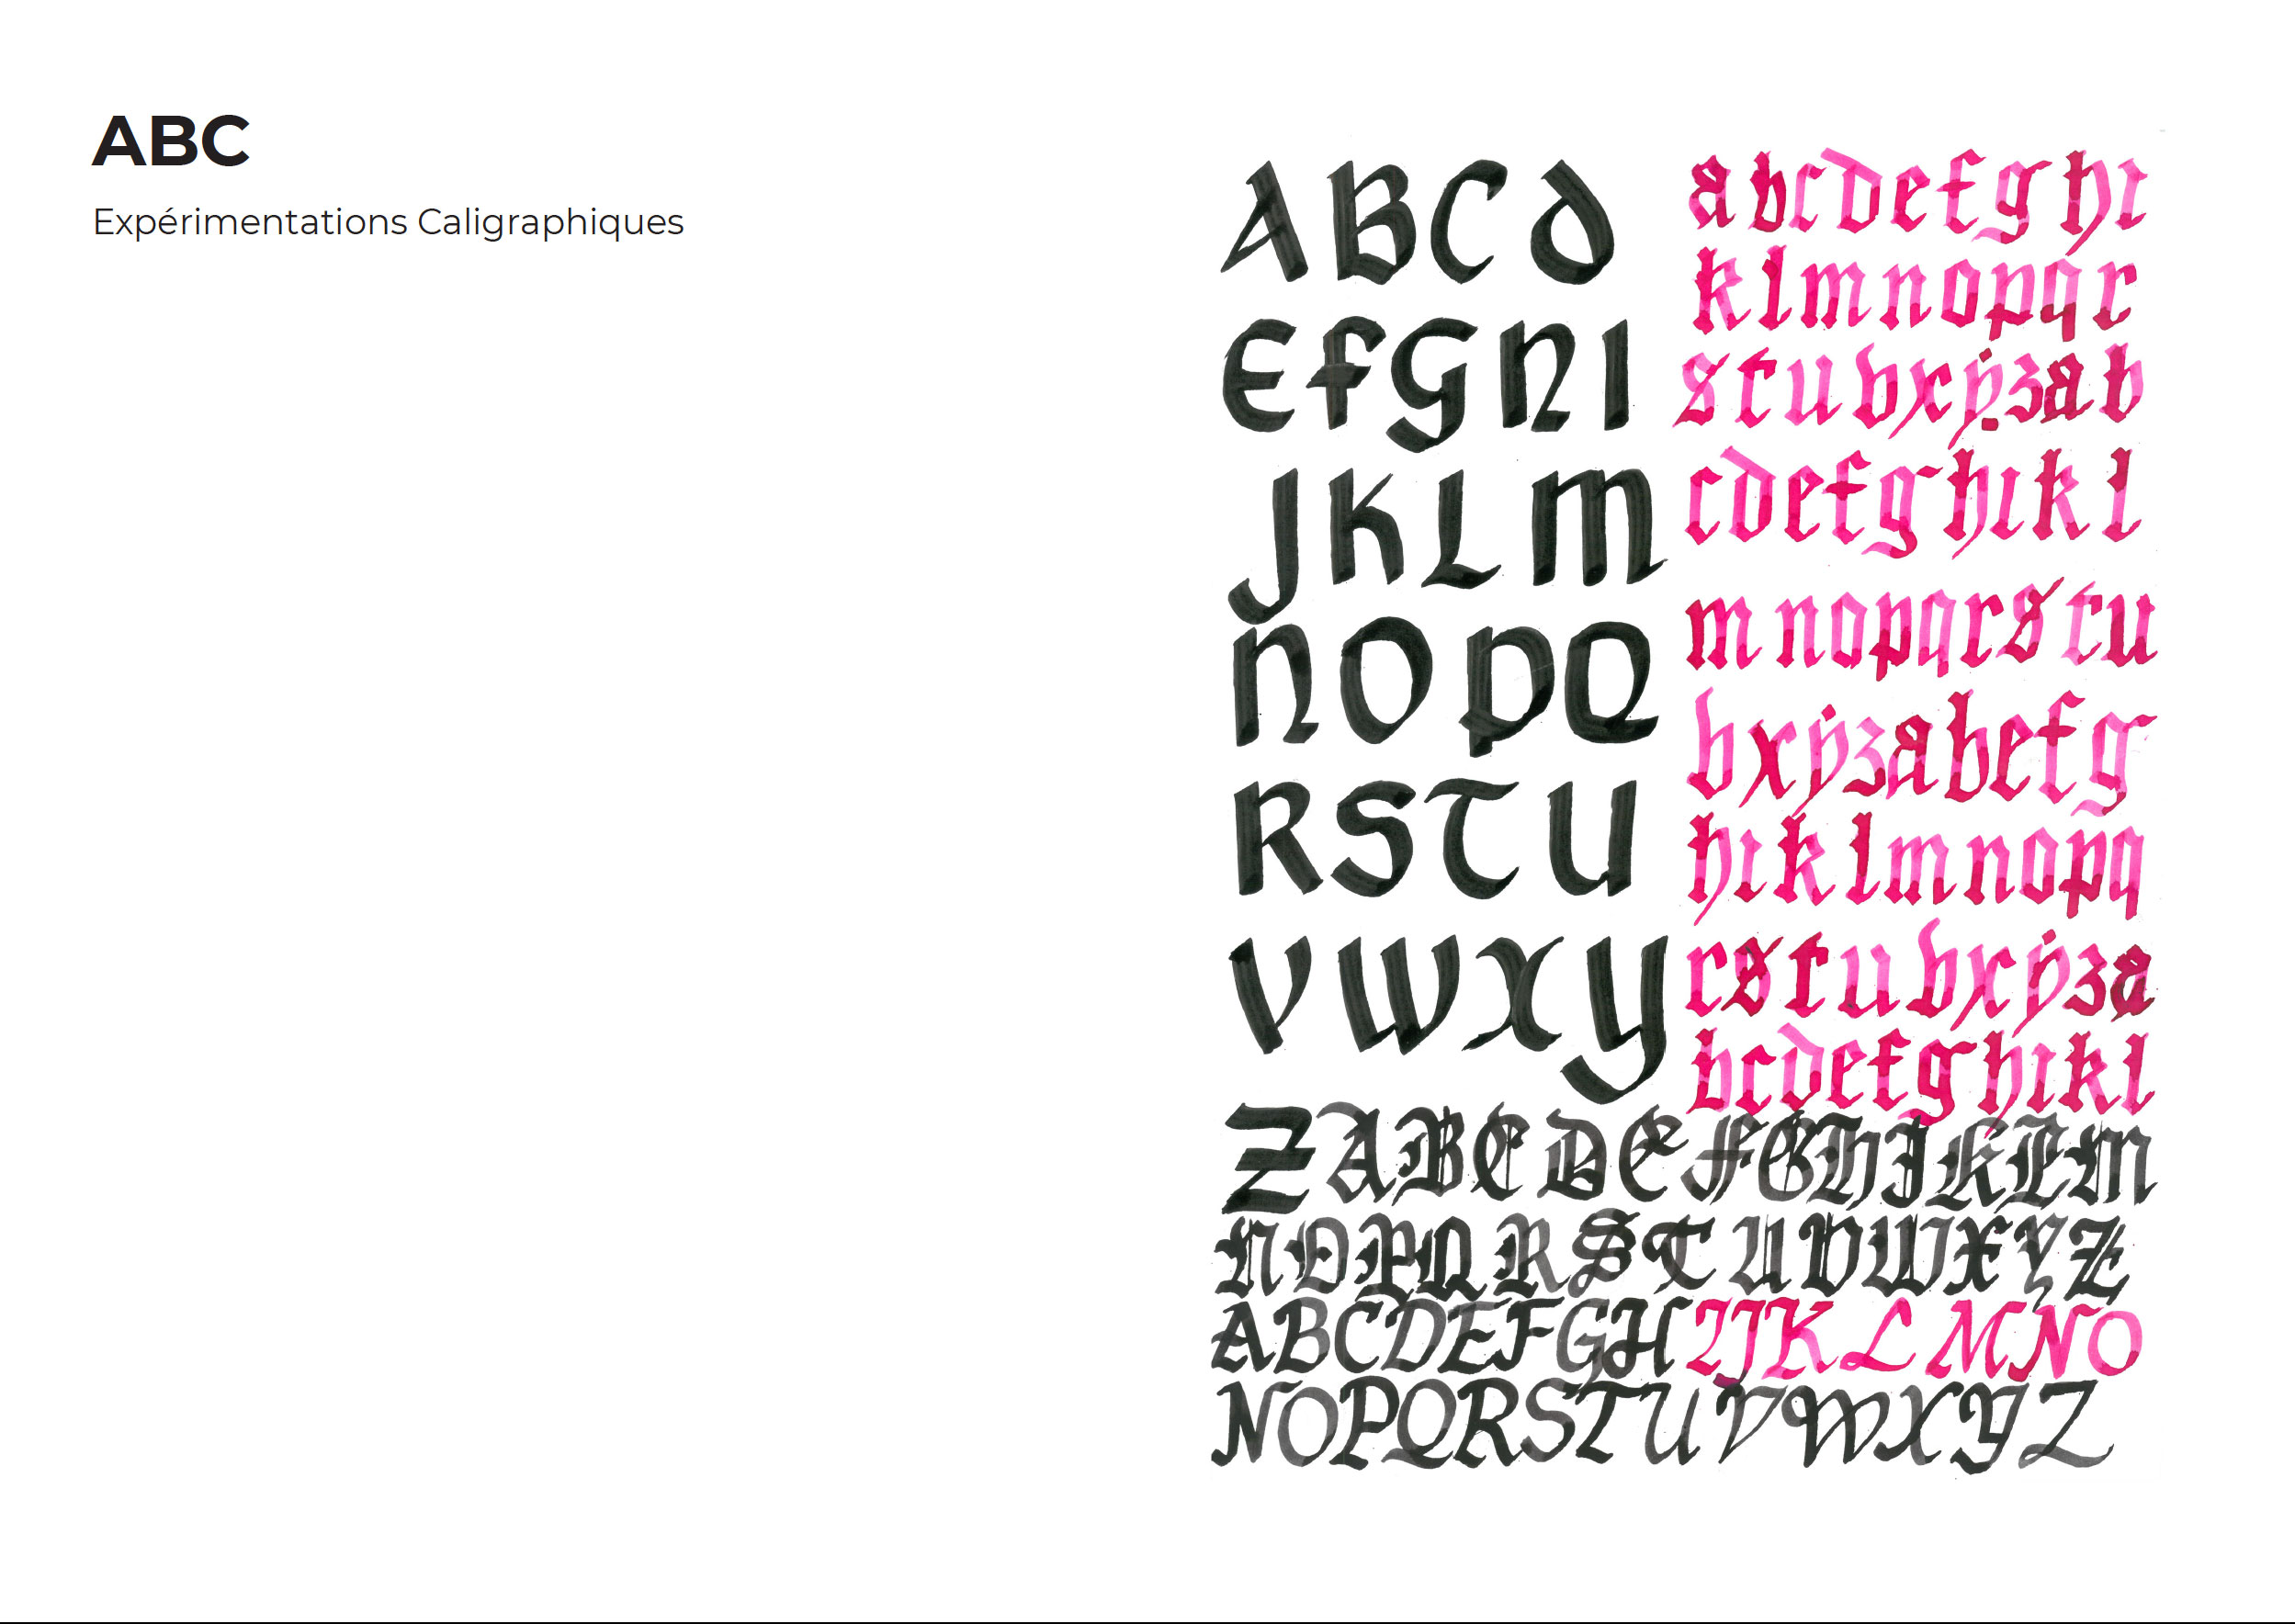 ABC
Expérimentations Caligraphiques
ABCD
EFGHI
JKLM
NOPQ
RSTU
VWXY
Z
abcdefghi
klmnopqr
stuvxyzab
cdefghikl
mnopqrstu
vxyzabefg
hiklmnopq
rstuvxyza
bcdefghikl
ABCDEFGHIKLM
NOPQRSTUVWXYZ
ABCDEFGHIJKLMNO
NOPQRSTUVWXYZ